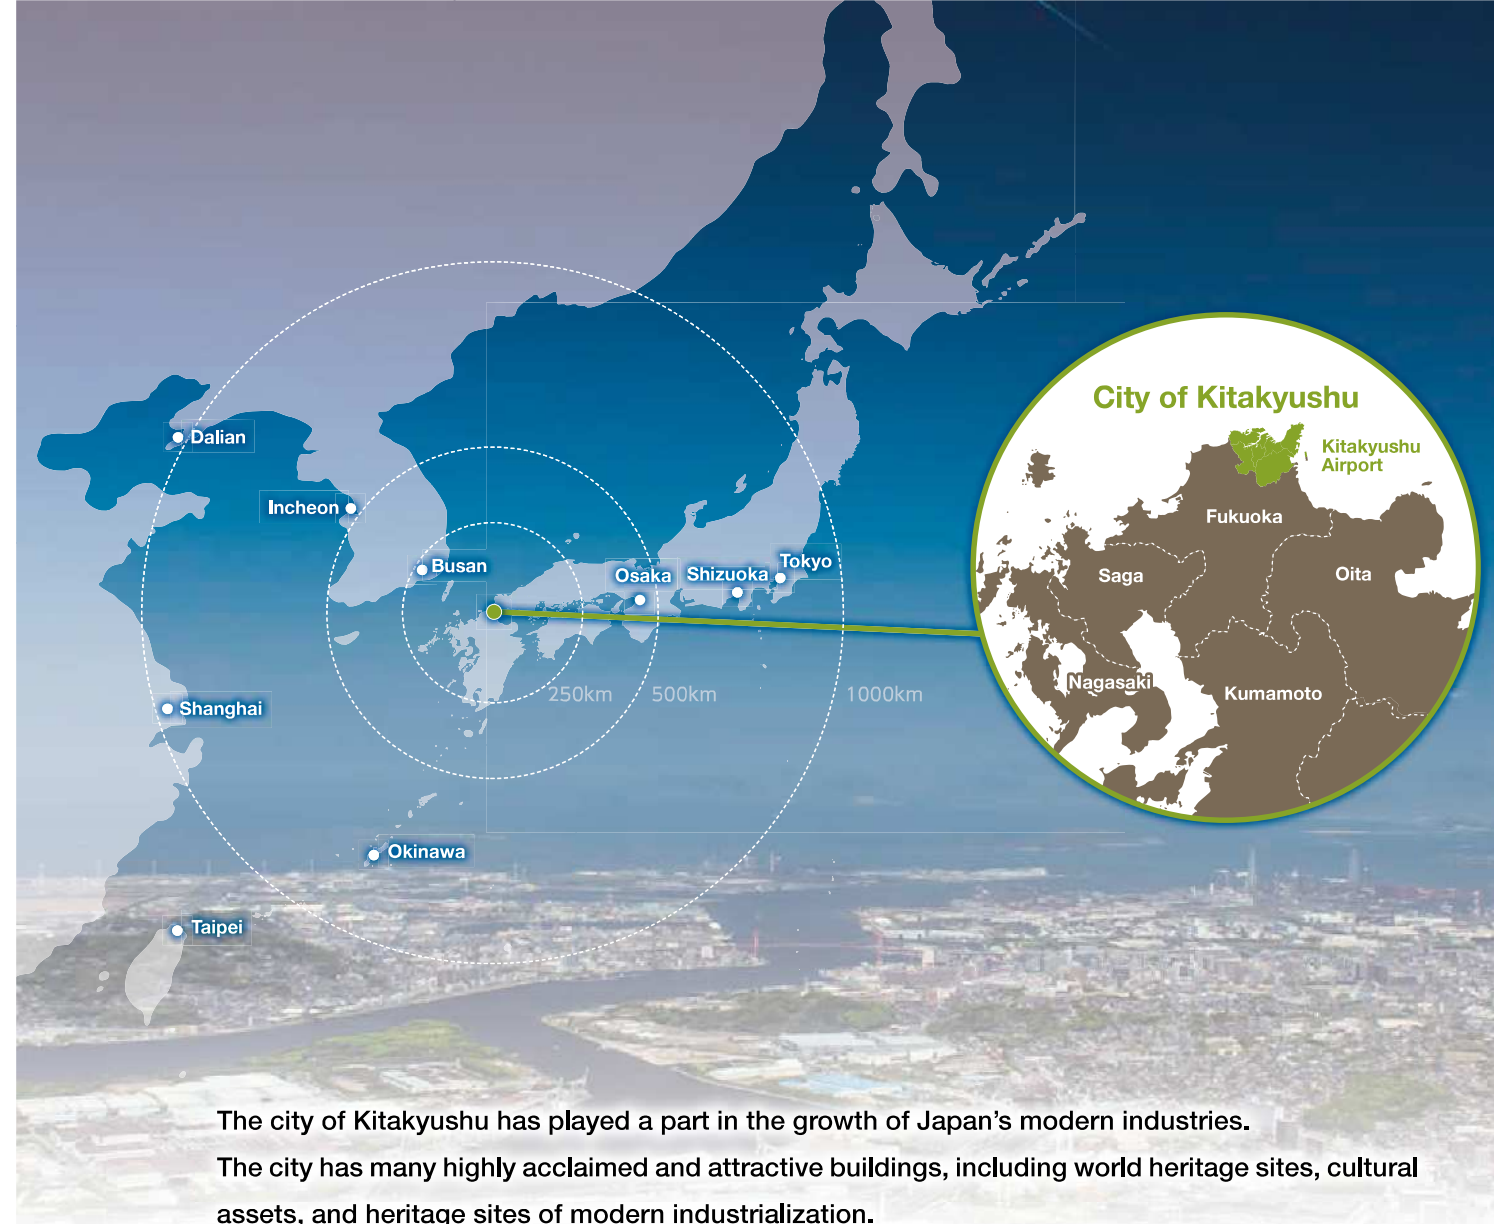 City of Kitakyushu
Kitakyushu
Airport
Dalian
Incheon
Fukuoka
Busan
Tokyo
Osaka
Shizuoka
Saga
Oita
Nagasaki
Kumamoto
250km
500km
1000km
Shanghai
Okinawa
Taipei
The city of Kitakyushu has played a part in the growth of Japan's modern industries.
The city has many highly acclaimed and attractive buildings, including world heritage sites, cultural
assets, and heritage sites of modern industrialization.